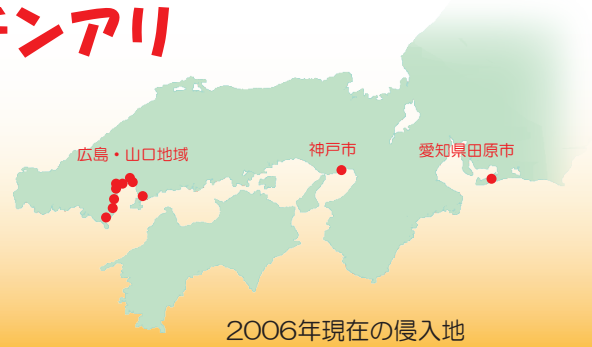 チンアリ
広島・山口地域
神戸市
愛知県田原市
2006年現在の侵入地